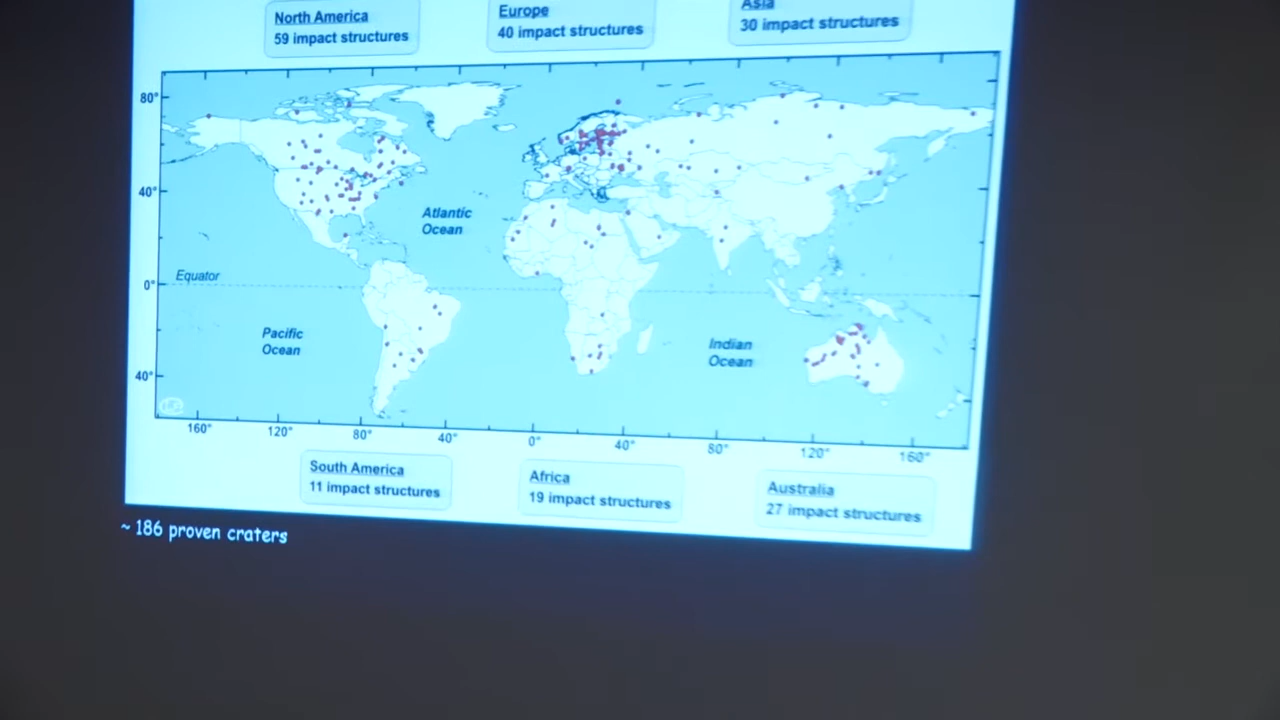 North America
59 impact structures
Europe
40 impact structures
Asia
30 impact structures
80°
40°
0°
40°
Equator
Atlantic
Ocean
Pacific
Ocean
Indian
Ocean
160°
120°
80°
40°
0°
40°
80°
120°
160°
South America
11 impact structures
Africa
19 impact structures
Australia
27 impact structures
~ 186 proven craters